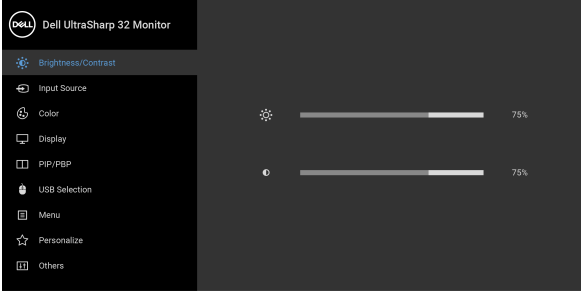 DELL Dell UltraSharp 32 Monitor
Brightness/Contrast
Input Source
Color
75%
Display
PIP/PBP
75%
USB Selection
Menu
Personalize
Others